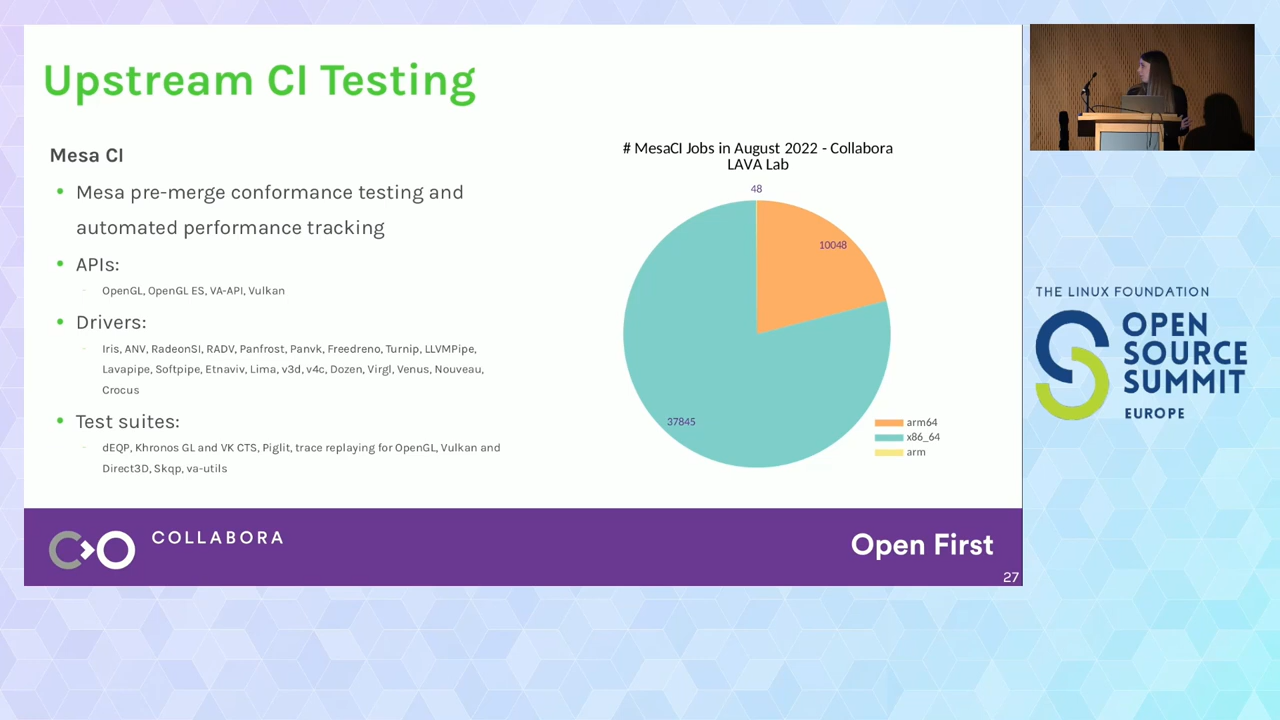 Upstream CI Testing
Mesa CI
Mesa pre-merge conformance testing and
automated performance tracking
APIs:
OpenGL, OpenGL ES, VA-API, Vulkan
Drivers:
Iris, ANV, RadeonSI, RADV, Panfrost, Panvk, Freedreno, Turnip, LLVMPipe,
Lavapipe, Softpipe, Etnaviv, Lima, v3d, v4c, Dozen, Virgl, Venus, Nouveau,
Crocus
Test suites:
dEQP, Khronos GL and VK CTS, Piglit, trace replaying for OpenGL, Vulkan and
Direct3D, Skqp, va-utils
# MesaCI Jobs in August 2022 - Collabora
LAVA Lab
48
10048
37845
arm64
x86_64
arm
COLLABORA
Open First
27
THE LINUX FOUNDATION
OPEN
SOURCE
SUMMIT
EUROPE